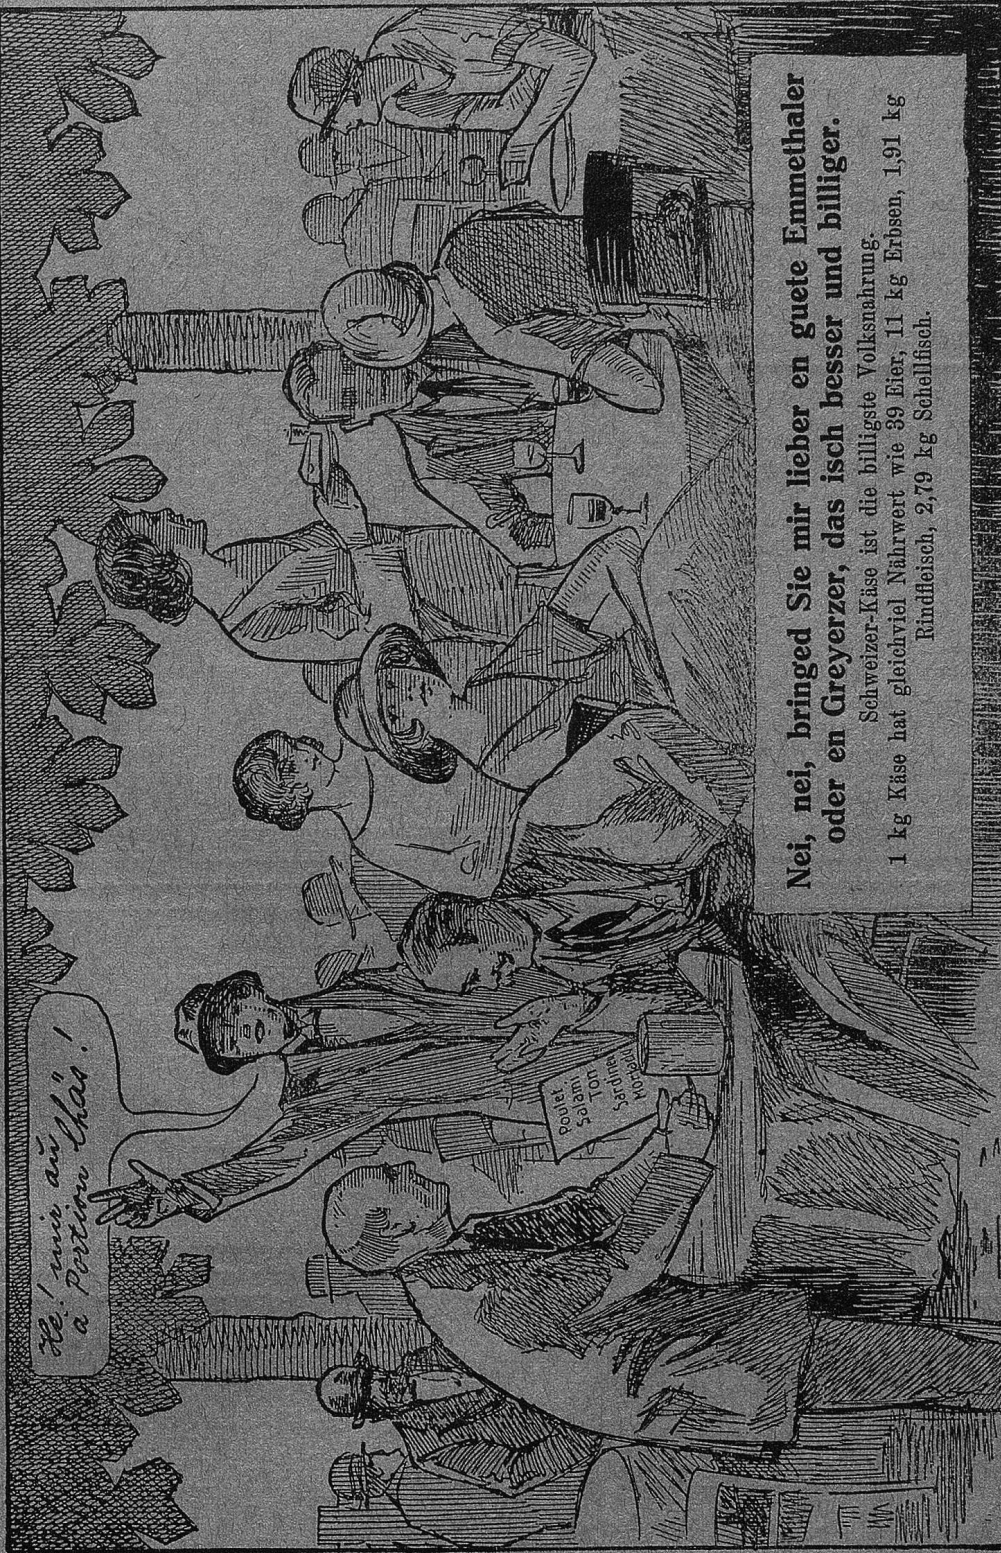 He! mir au
a Portion Chäs!
Poulet
Salami
Ton
Sardine
Nei, nei, bringed Sie mir lieber en guete Emmethaler
oder en Greyerzer, das isch besser und billiger.
Schweizer-Käse ist die billigste Volksnahrung.
1 kg Käse hat gleichviel Nährwert wie 39 Eier, 11 kg Erbsen, 1,91 kg
Rindfleisch, 2,79 kg Schellfisch.